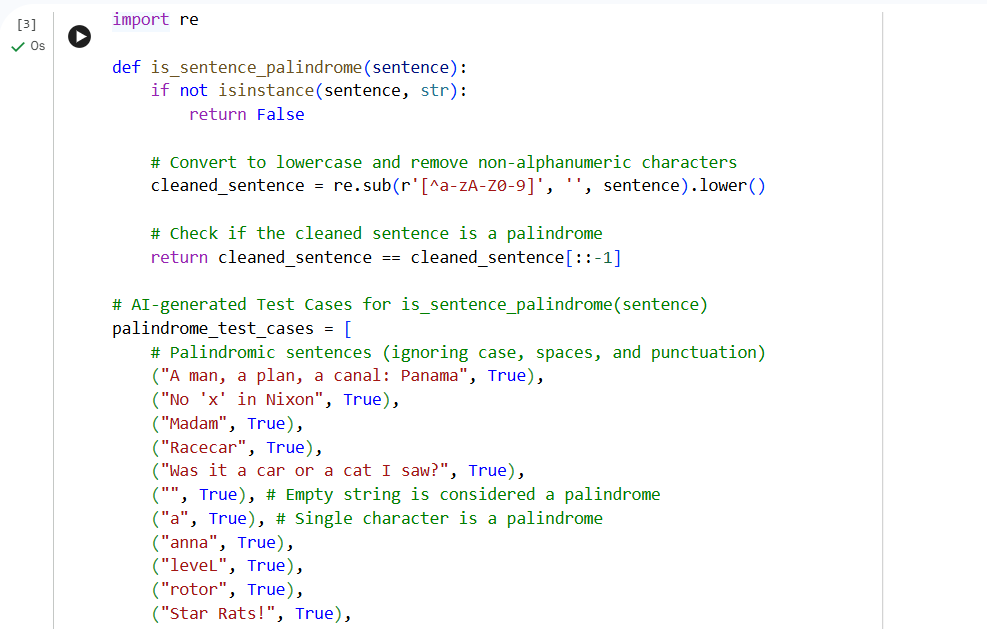 [3]
0s
import re
def is_sentence_palindrome(sentence):
    if not isinstance(sentence, str):
        return False
    # Convert to lowercase and remove non-alphanumeric characters
    cleaned_sentence = re.sub(r'[^a-zA-Z0-9]', '', sentence).lower()
    # Check if the cleaned sentence is a palindrome
    return cleaned_sentence == cleaned_sentence[::-1]
# AI-generated Test Cases for is_sentence_palindrome(sentence)
palindrome_test_cases = [
    # Palindromic sentences (ignoring case, spaces, and punctuation)
    ("A man, a plan, a canal: Panama", True),
    ("No 'x' in Nixon", True),
    ("Madam", True),
    ("Racecar", True),
    ("Was it a car or a cat I saw?", True),
    ("", True), # Empty string is considered a palindrome
    ("a", True), # Single character is a palindrome
    ("anna", True),
    ("leveL", True),
    ("rotor", True),
    ("Star Rats!", True),